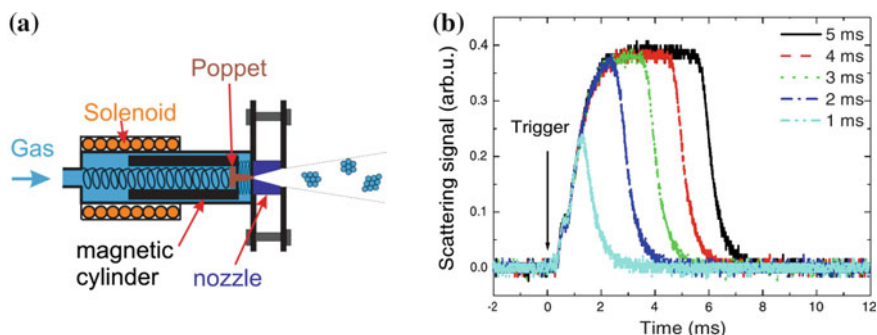 (a)
Poppet
Solenoid
Gas
magnetic
cylinder
nozzle
(b)
Scattering signal (arb.u.)
0.4
0.3
0.2
0.1
0.0
Trigger
5 ms
4 ms
3 ms
2 ms
1 ms
-2 0 2 4 6 8 10 12
Time (ms)